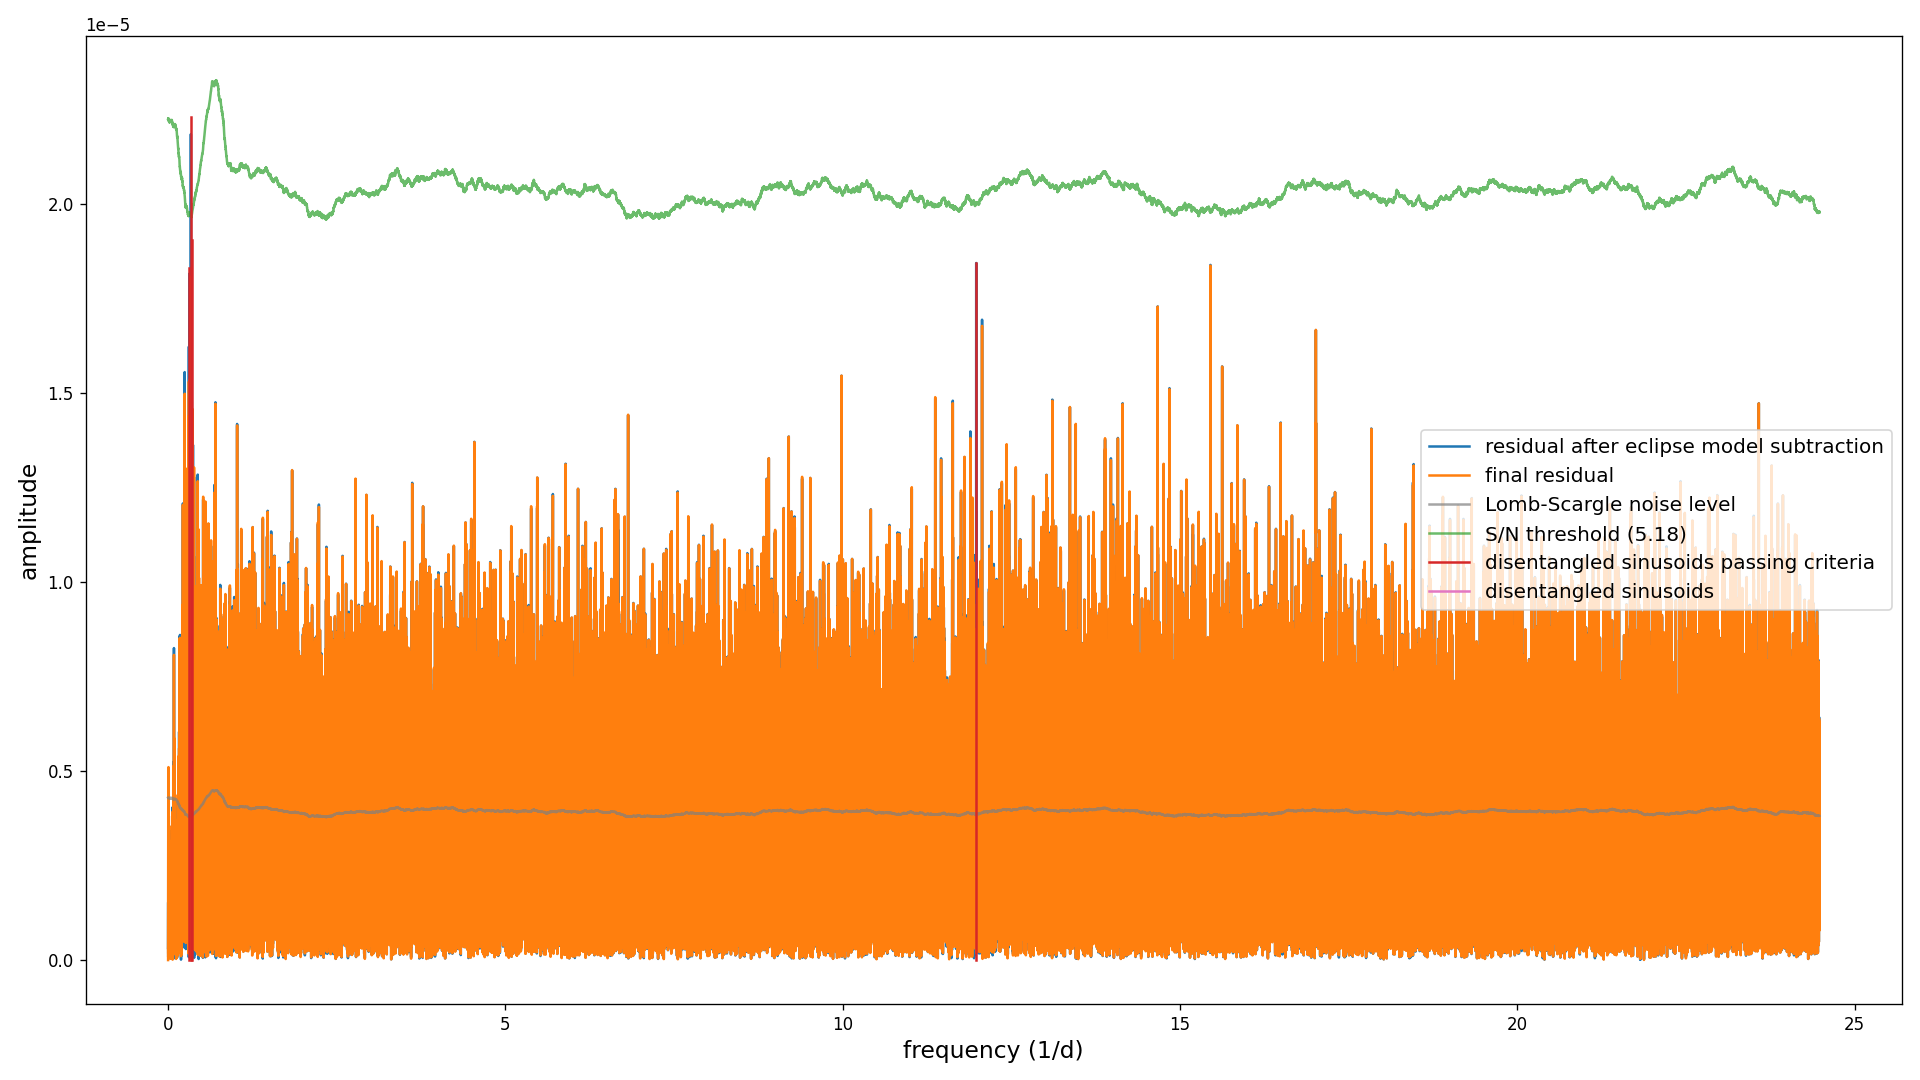 1e−5
2.0
1.5
1.0
0.5
0.0
amplitude
residual after eclipse model subtraction
final residual
Lomb-Scargle noise level
S/N threshold (5.18)
disentangled sinusoids passing criteria
disentangled sinusoids
0 5 10 15 20 25
frequency (1/d)